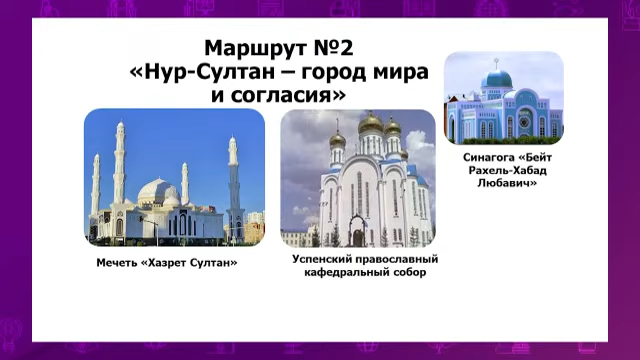 Маршрут №2
«Нур-Султан – город мира
и согласия»
Синагога «Бейт
Рахель-Хабад
Любавич»
Мечеть «Хазрет Султан»
Успенский православный
кафедральный собор